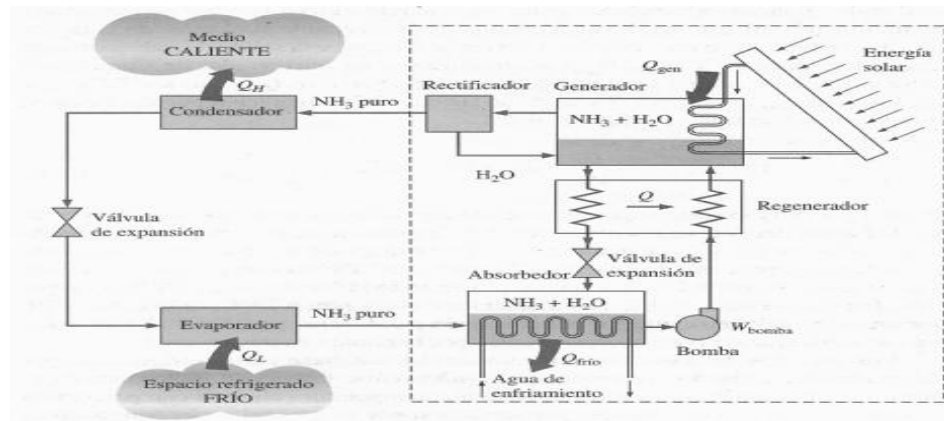 Medio
CALIENTE
Q_H
Condensador
NH₃ puro
Rectificador
Generador
Q_gen
Energía
solar
NH₃ + H₂O
H₂O
Q
Regenerador
Válvula
de expansión
Válvula de
expansión
Absorbedor
NH₃ + H₂O
Evaporador
NH₃ puro
W_bomba
Bomba
Q_L
Q_frío
Espacio refrigerado
FRÍO
Agua de
enfriamiento